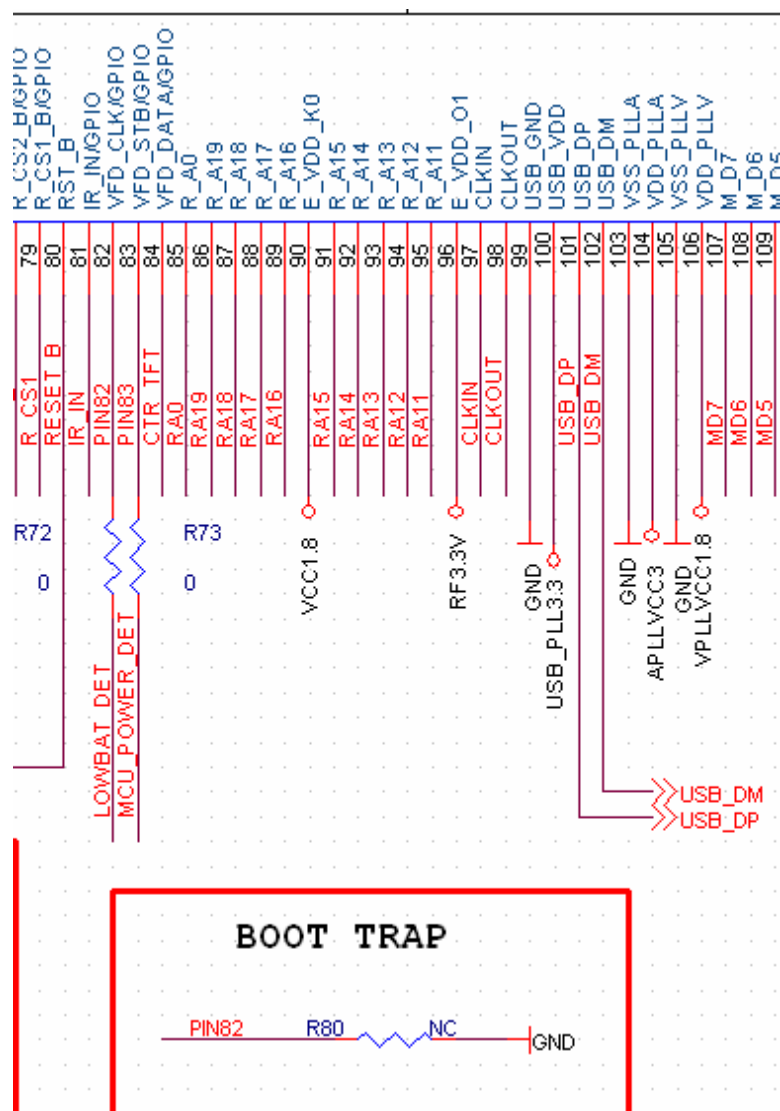 R_CS2_B/GPIO
R_CS1_B/GPIO
RST_B
IR_IN/GPIO
VFD_CLK/GPIO
VFD_STB/GPIO
VFD_DATA/GPIO
R_A0
R_A19
R_A18
R_A17
R_A16
E_VDD_K0
R_A15
R_A14
R_A13
R_A12
R_A11
E_VDD_O1
CLKIN
CLKOUT
USB_GND
USB_VDD
USB_DP
USB_DM
VSS_PLLA
VDD_PLLA
VSS_PLLV
VDD_PLLV
M_D7
M_D6
M_D5
79
80
81
82
83
84
85
86
87
88
89
90
91
92
93
94
95
96
97
98
99
100
101
102
103
104
105
106
107
108
109
R_CS1
RESET_B
IR_IN
PIN82
PIN83
CTR_TFT
RA0
RA19
RA18
RA17
RA16
RA15
RA14
RA13
RA12
RA11
CLKIN
CLKOUT
USB_DP
USB_DM
MD7
MD6
MD5
R72
0
R73
0
VCC1.8
RF3.3V
GND
USB_PLL3.3
GND
APLLVCC3
GND
VPLLVCC1.8
LOWBAT_DET
MCU_POWER_DET
USB_DM
USB_DP
BOOT TRAP
PIN82 R80 NC
GND